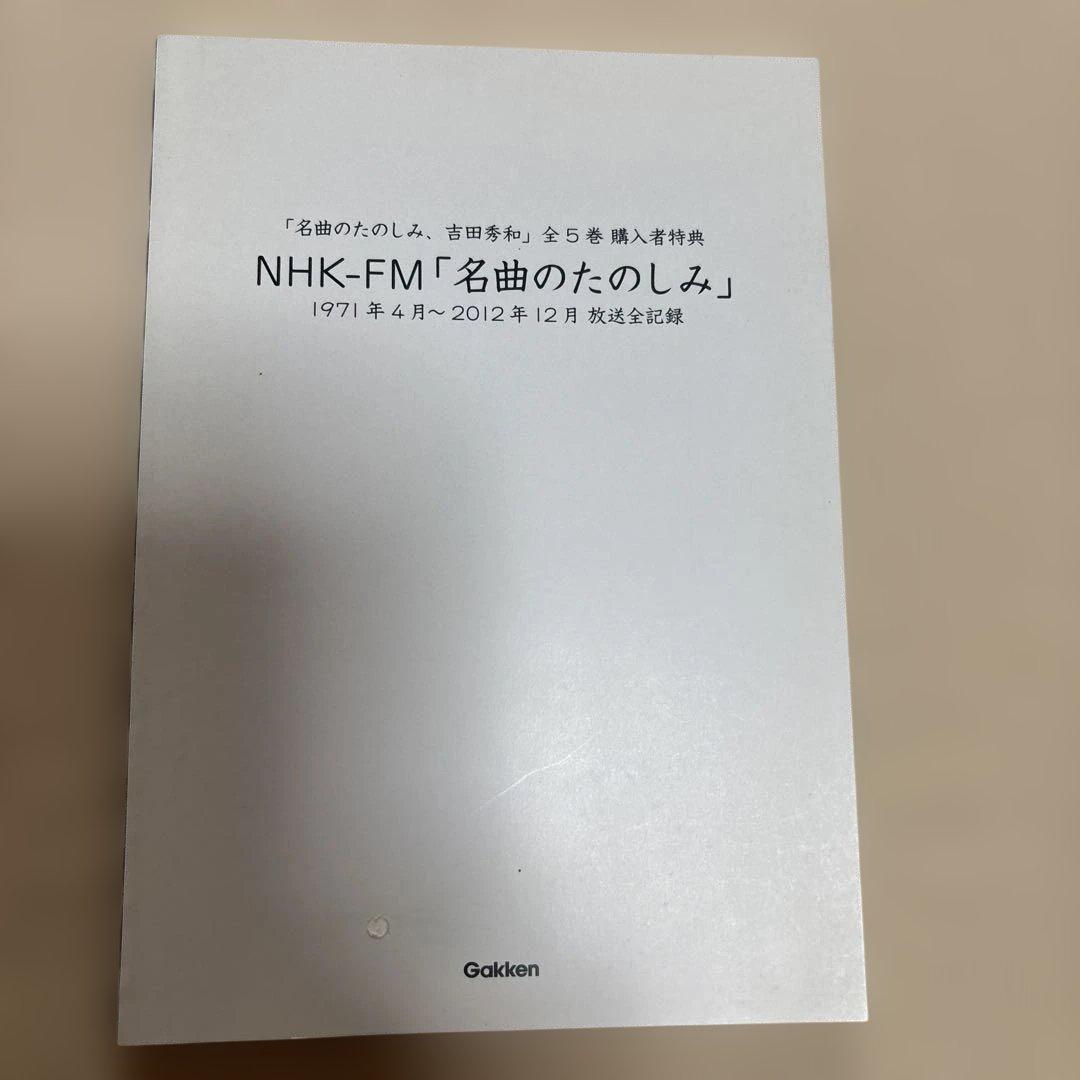 「名曲のたのしみ、吉田秀和」全5巻 購入者特典
NHK-FM「名曲のたのしみ」
1971年4月〜2012年12月 放送全記録
Gakken